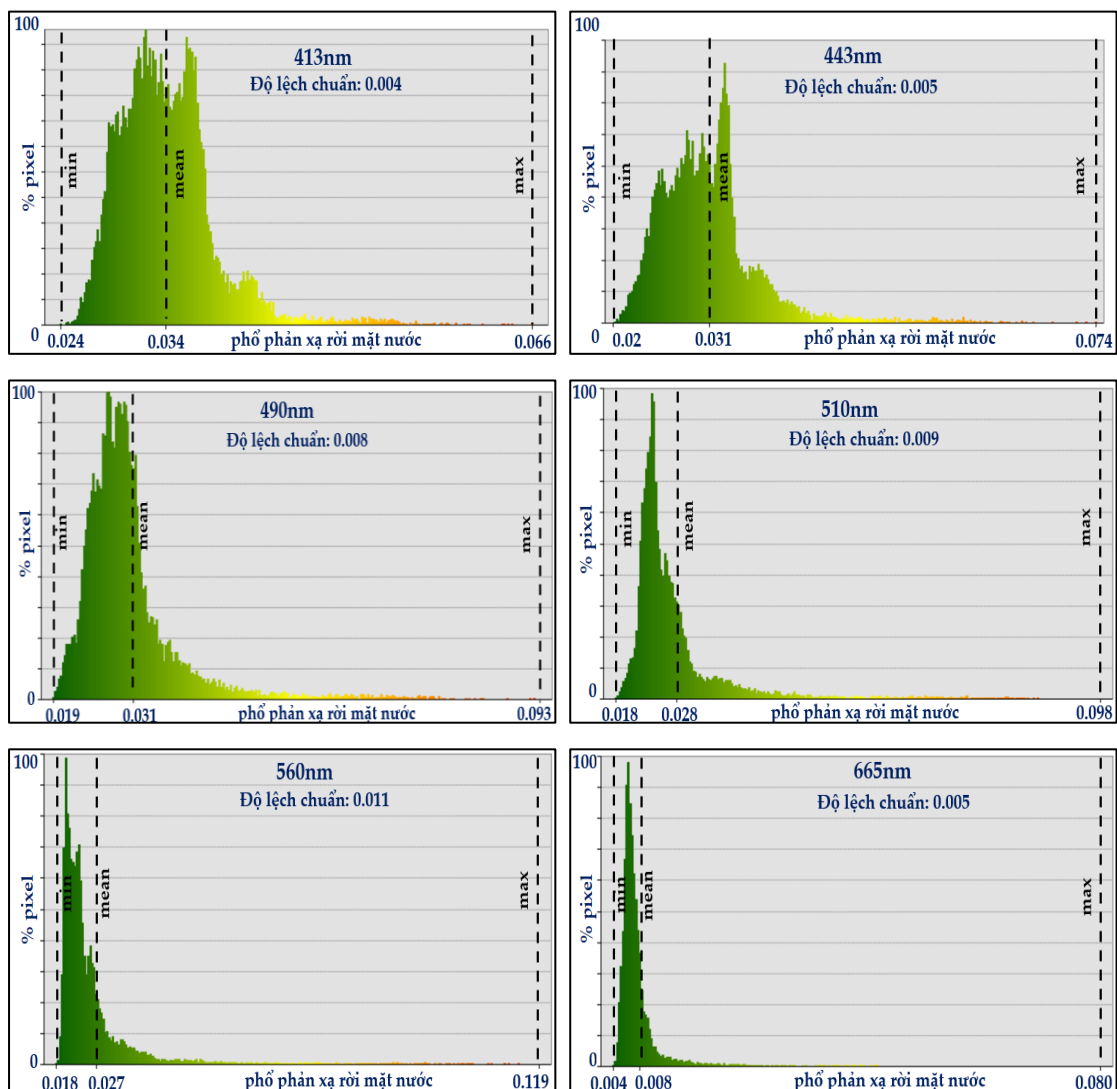 100
413nm
Độ lệch chuẩn: 0.004
% pixel
min
mean
max
0
0.024
0.034
phổ phản xạ rời mặt nước
0.066
100
443nm
Độ lệch chuẩn: 0.005
% pixel
min
mean
max
0
0.02
0.031
phổ phản xạ rời mặt nước
0.074
100
490nm
Độ lệch chuẩn: 0.008
% pixel
min
mean
max
0
0.019
0.031
phổ phản xạ rời mặt nước
0.093
100
510nm
Độ lệch chuẩn: 0.009
% pixel
min
mean
max
0
0.018
0.028
phổ phản xạ rời mặt nước
0.098
100
560nm
Độ lệch chuẩn: 0.011
% pixel
min
mean
max
0
0.018
0.027
phổ phản xạ rời mặt nước
0.119
100
665nm
Độ lệch chuẩn: 0.005
% pixel
min
mean
max
0
0.004
0.008
phổ phản xạ rời mặt nước
0.080